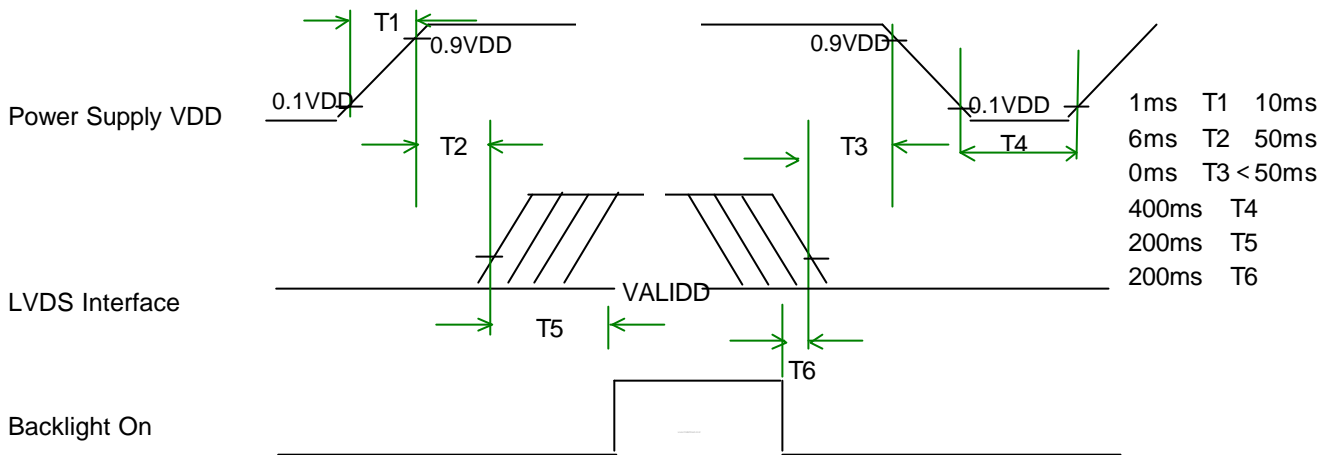 T1
0.9VDD
0.9VDD
0.1VDD
0.1VDD
Power Supply VDD
1ms T1 10ms
T2
T3
T4
6ms T2 50ms
0ms T3 < 50ms
400ms T4
200ms T5
200ms T6
LVDS Interface
VALIDD
T5
T6
Backlight On